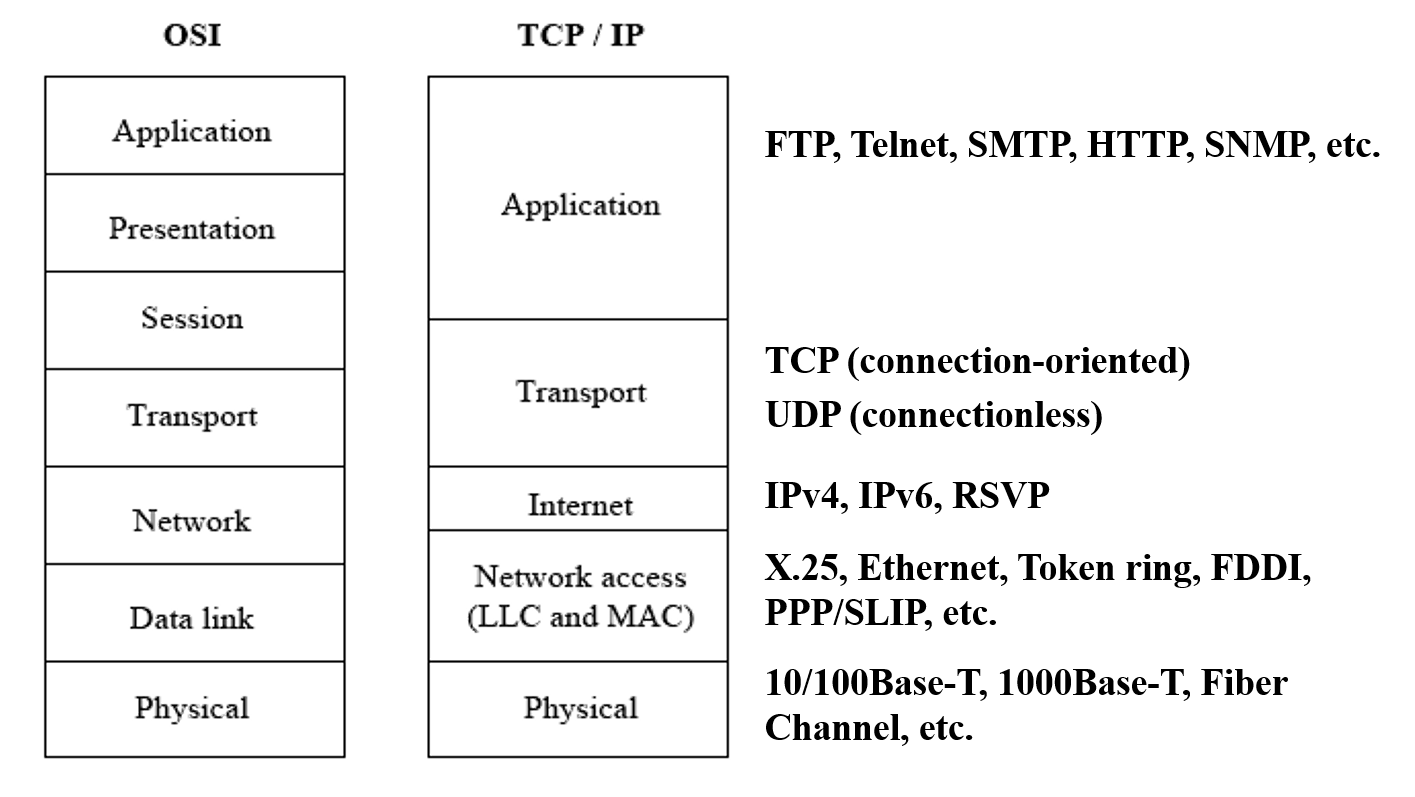 OSI
TCP / IP
Application
Presentation
Session
Transport
Network
Data link
Physical
Application
Transport
Internet
Network access
(LLC and MAC)
Physical
FTP, Telnet, SMTP, HTTP, SNMP, etc.
TCP (connection-oriented)
UDP (connectionless)
IPv4, IPv6, RSVP
X.25, Ethernet, Token ring, FDDI,
PPP/SLIP, etc.
10/100Base-T, 1000Base-T, Fiber
Channel, etc.